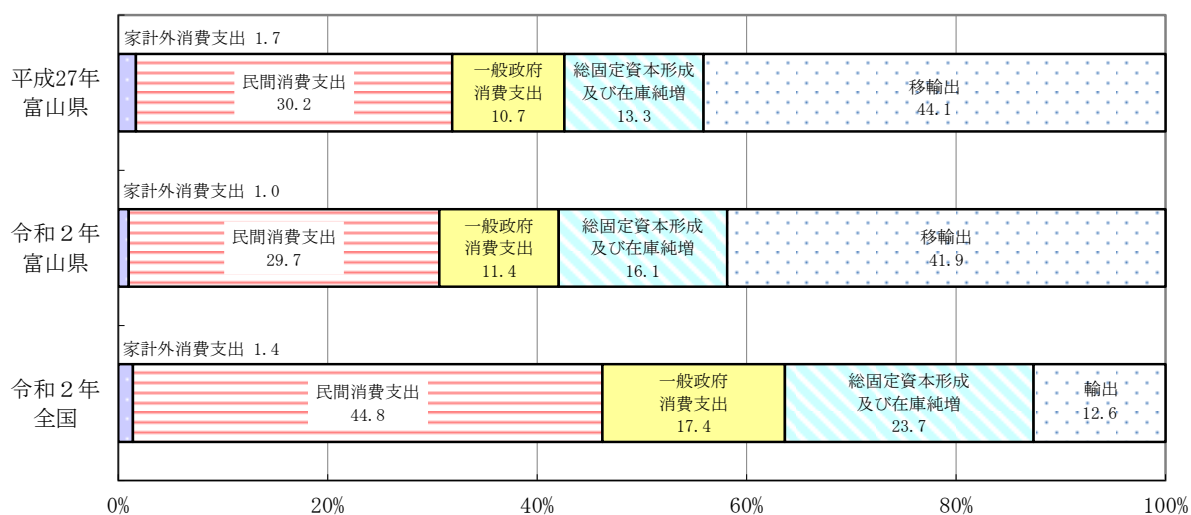 家計外消費支出 1.7
平成27年
富山県
民間消費支出
30.2
一般政府
消費支出
10.7
総固定資本形成
及び在庫純増
13.3
移輸出
44.1
家計外消費支出 1.0
令和２年
富山県
民間消費支出
29.7
一般政府
消費支出
11.4
総固定資本形成
及び在庫純増
16.1
移輸出
41.9
家計外消費支出 1.4
令和２年
全国
民間消費支出
44.8
一般政府
消費支出
17.4
総固定資本形成
及び在庫純増
23.7
輸出
12.6
0% 20% 40% 60% 80% 100%